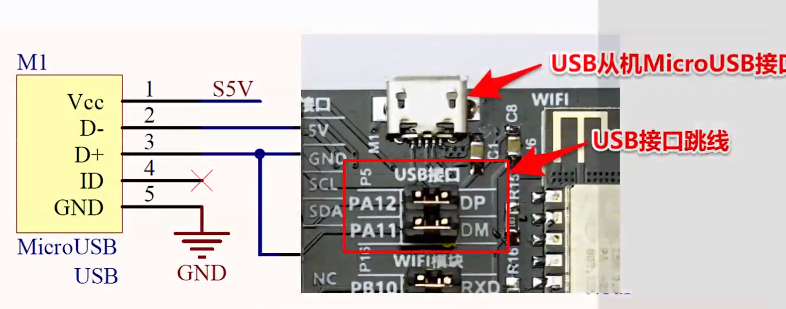 M1
Vcc
D-
D+
ID
GND
1
2
3
4
5
S5V
GND
MicroUSB
USB
USB从机MicroUSB接口
USB接口跳线
接口
5V
GND
SCL
SDA
NC
M1
C1
C8
WIFI
P5
USB接口
PA12
DP
PA11
DM
R15
R16
WIFI模块
PB10
RXD